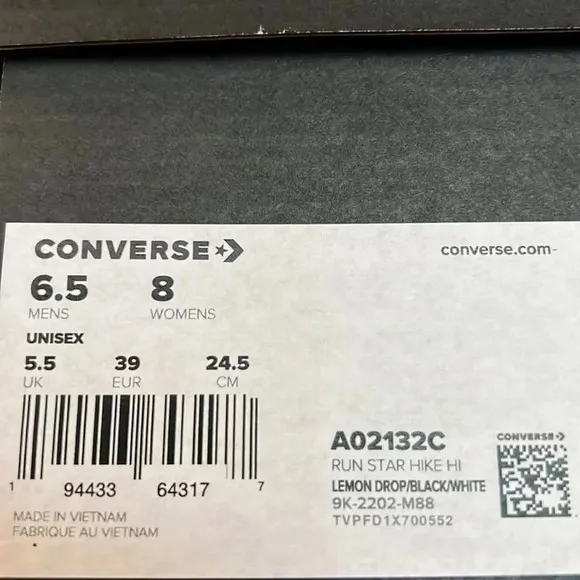 CONVERSE
converse.com
6.5 8
MENS WOMENS
UNISEX
5.5 39 24.5
UK EUR CM
1 94433 64317 7
MADE IN VIETNAM
FABRIQUE AU VIETNAM
A02132C
RUN STAR HIKE HI
LEMON DROP/BLACK/WHITE
9K-2202-M88
TVPFD1X700552
CONVERSE